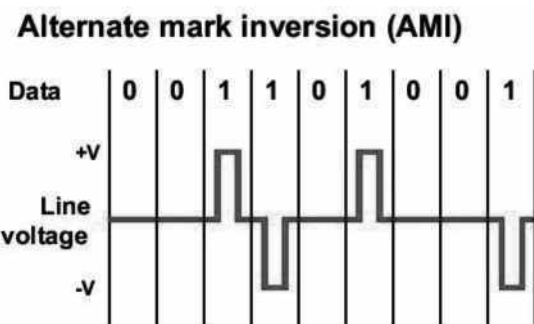 Alternate mark inversion (AMI)
Data 0 0 1 1 0 1 0 0 1
+V
Line
voltage
-V